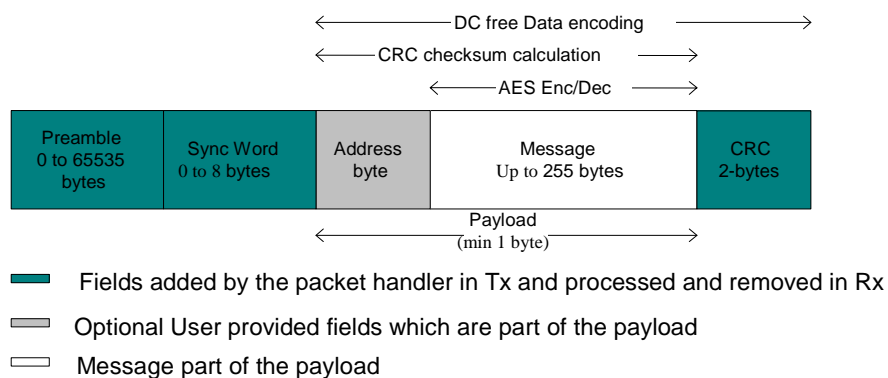 DC free Data encoding
CRC checksum calculation
AES Enc/Dec
Preamble
0 to 65535
bytes
Sync Word
0 to 8 bytes
Address
byte
Message
Up to 255 bytes
CRC
2-bytes
Payload
(min 1 byte)
Fields added by the packet handler in Tx and processed and removed in Rx
Optional User provided fields which are part of the payload
Message part of the payload